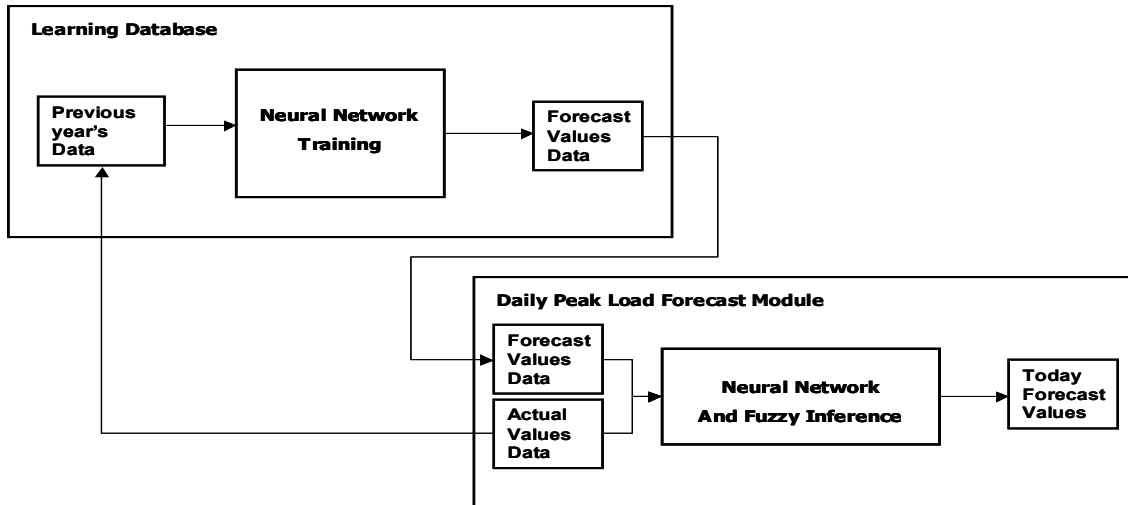 Learning Database
Previous
year's
Data
Neural Network
Training
Forecast
Values
Data
Daily Peak Load Forecast Module
Forecast
Values
Data
Actual
Values
Data
Neural Network
And Fuzzy Inference
Today
Forecast
Values